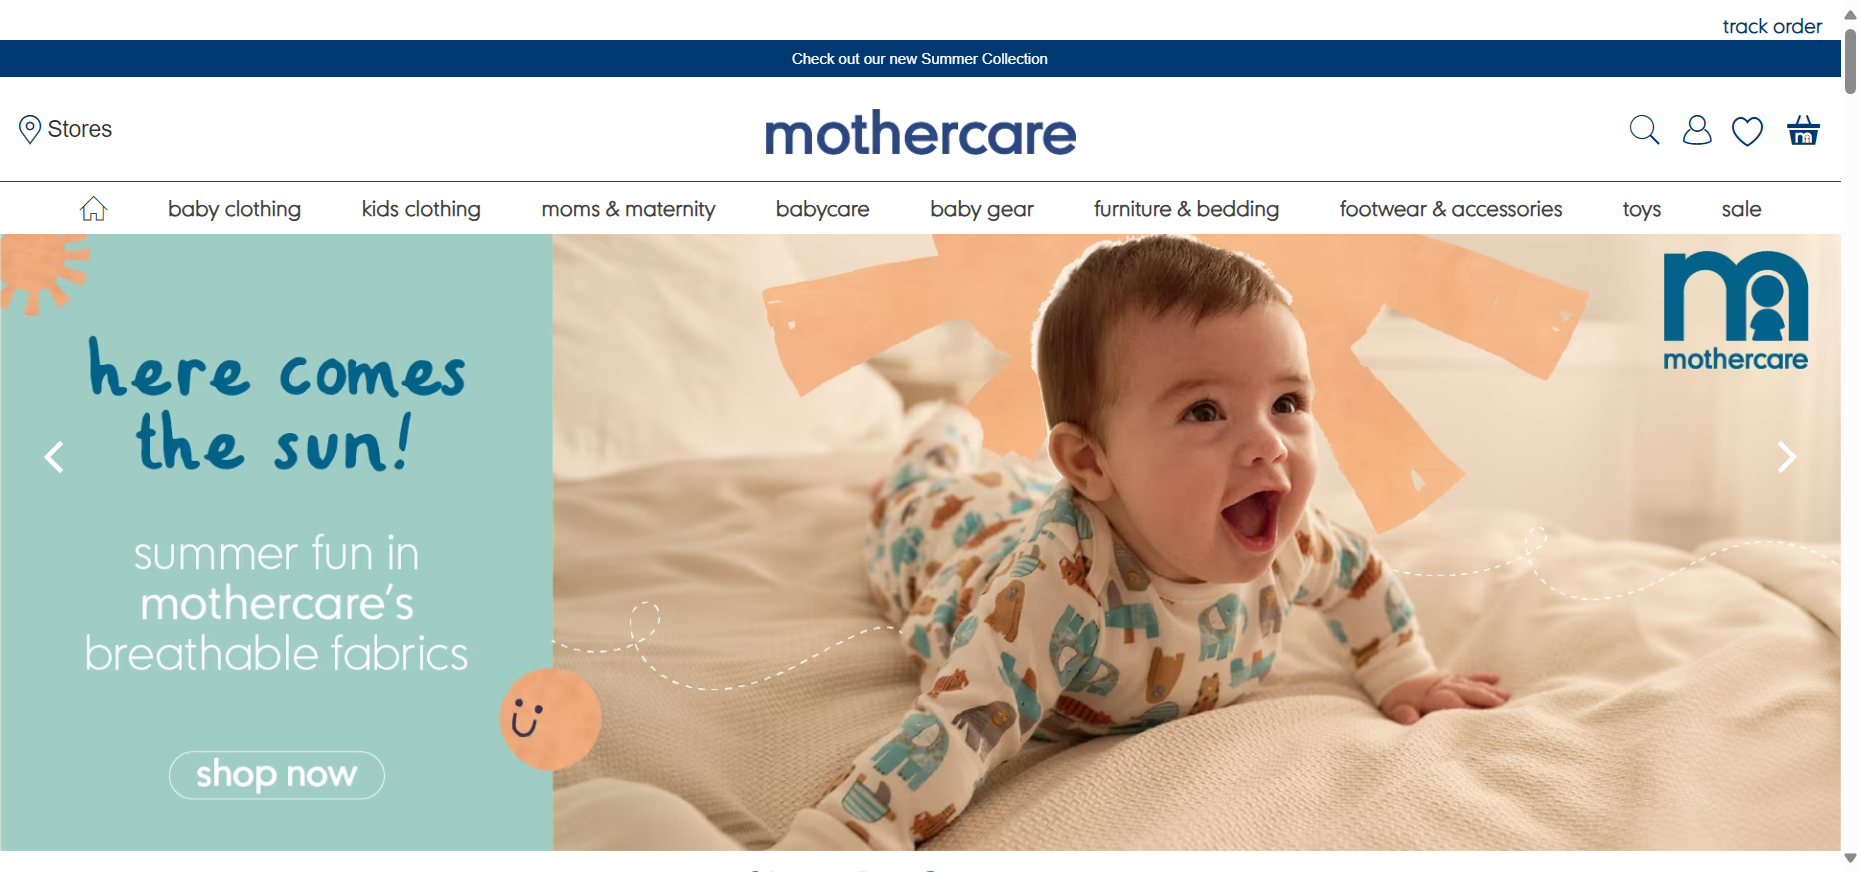 track order
Check out our new Summer Collection
Stores
mothercare
baby clothing
kids clothing
moms & maternity
babycare
baby gear
furniture & bedding
footwear & accessories
toys
sale
here comes
the sun!
summer fun in
mothercare's
breathable fabrics
shop now
m
mothercare